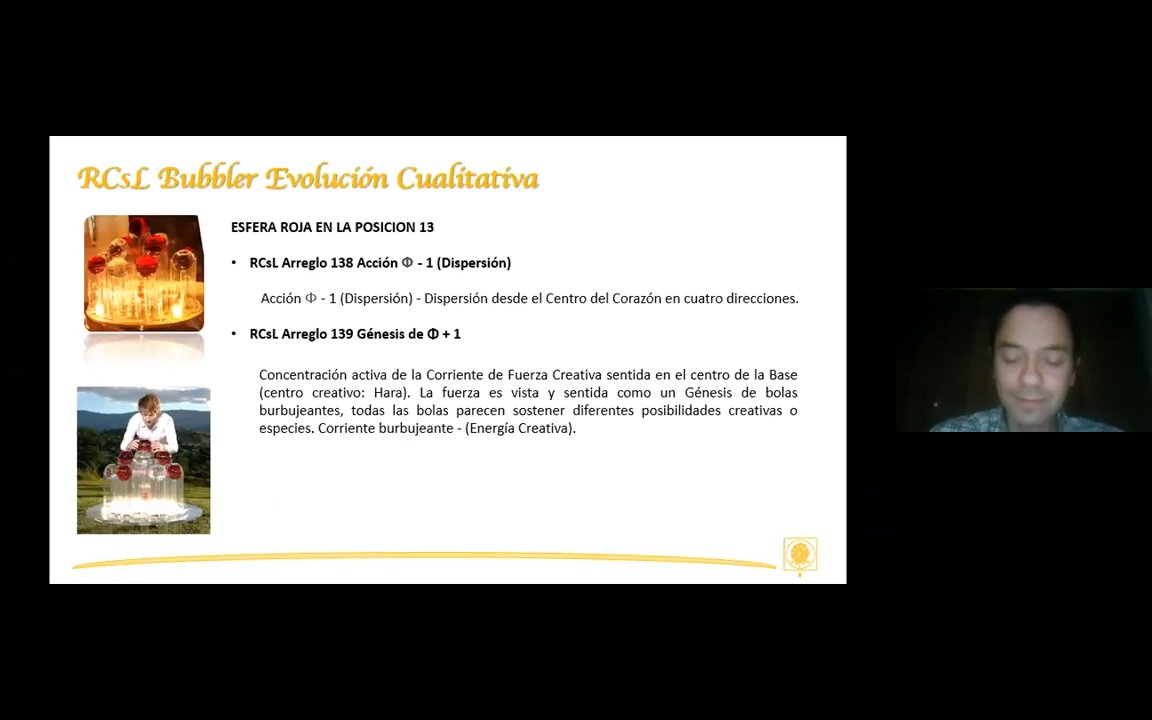 RCsL Bubbler Evolución Cualitativa
ESFERA ROJA EN LA POSICION 13
• RCsL Arreglo 138 Acción Φ - 1 (Dispersión)
Acción Φ - 1 (Dispersión) - Dispersión desde el Centro del Corazón en cuatro direcciones.
• RCsL Arreglo 139 Génesis de Φ + 1
Concentración activa de la Corriente de Fuerza Creativa sentida en el centro de la Base
(centro creativo: Hara). La fuerza es vista y sentida como un Génesis de bolas
burbujeantes, todas las bolas parecen sostener diferentes posibilidades creativas o
especies. Corriente burbujeante - (Energía Creativa).